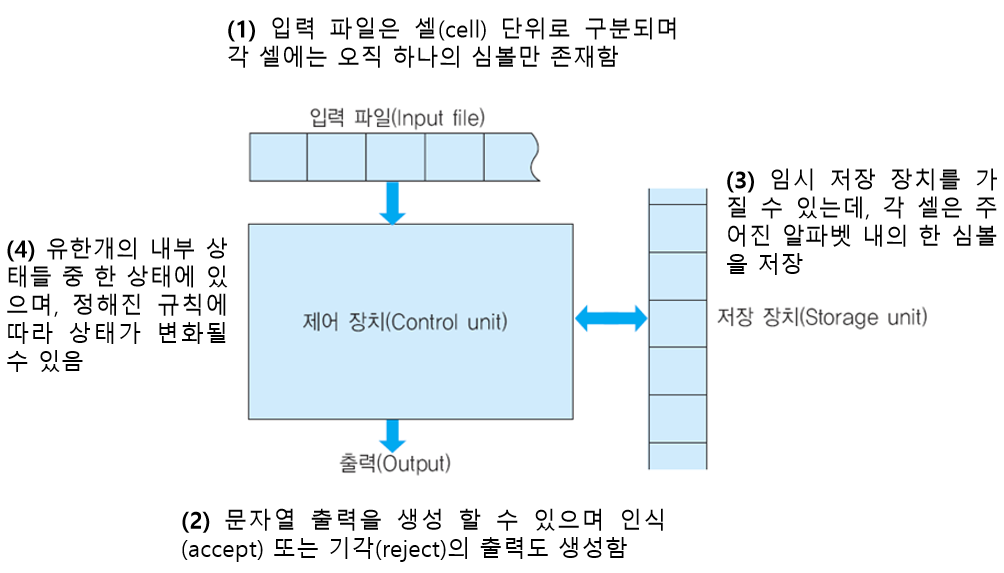 (1) 입력 파일은 셀(cell) 단위로 구분되며
각 셀에는 오직 하나의 심볼만 존재함
입력 파일(Input file)
(3) 임시 저장 장치를 가
질 수 있는데, 각 셀은 주
어진 알파벳 내의 한 심볼
을 저장
(4) 유한개의 내부 상
태들 중 한 상태에 있
으며, 정해진 규칙에
따라 상태가 변화될
수 있음
제어 장치(Control unit)
저장 장치(Storage unit)
출력(Output)
(2) 문자열 출력을 생성 할 수 있으며 인식
(accept) 또는 기각(reject)의 출력도 생성함